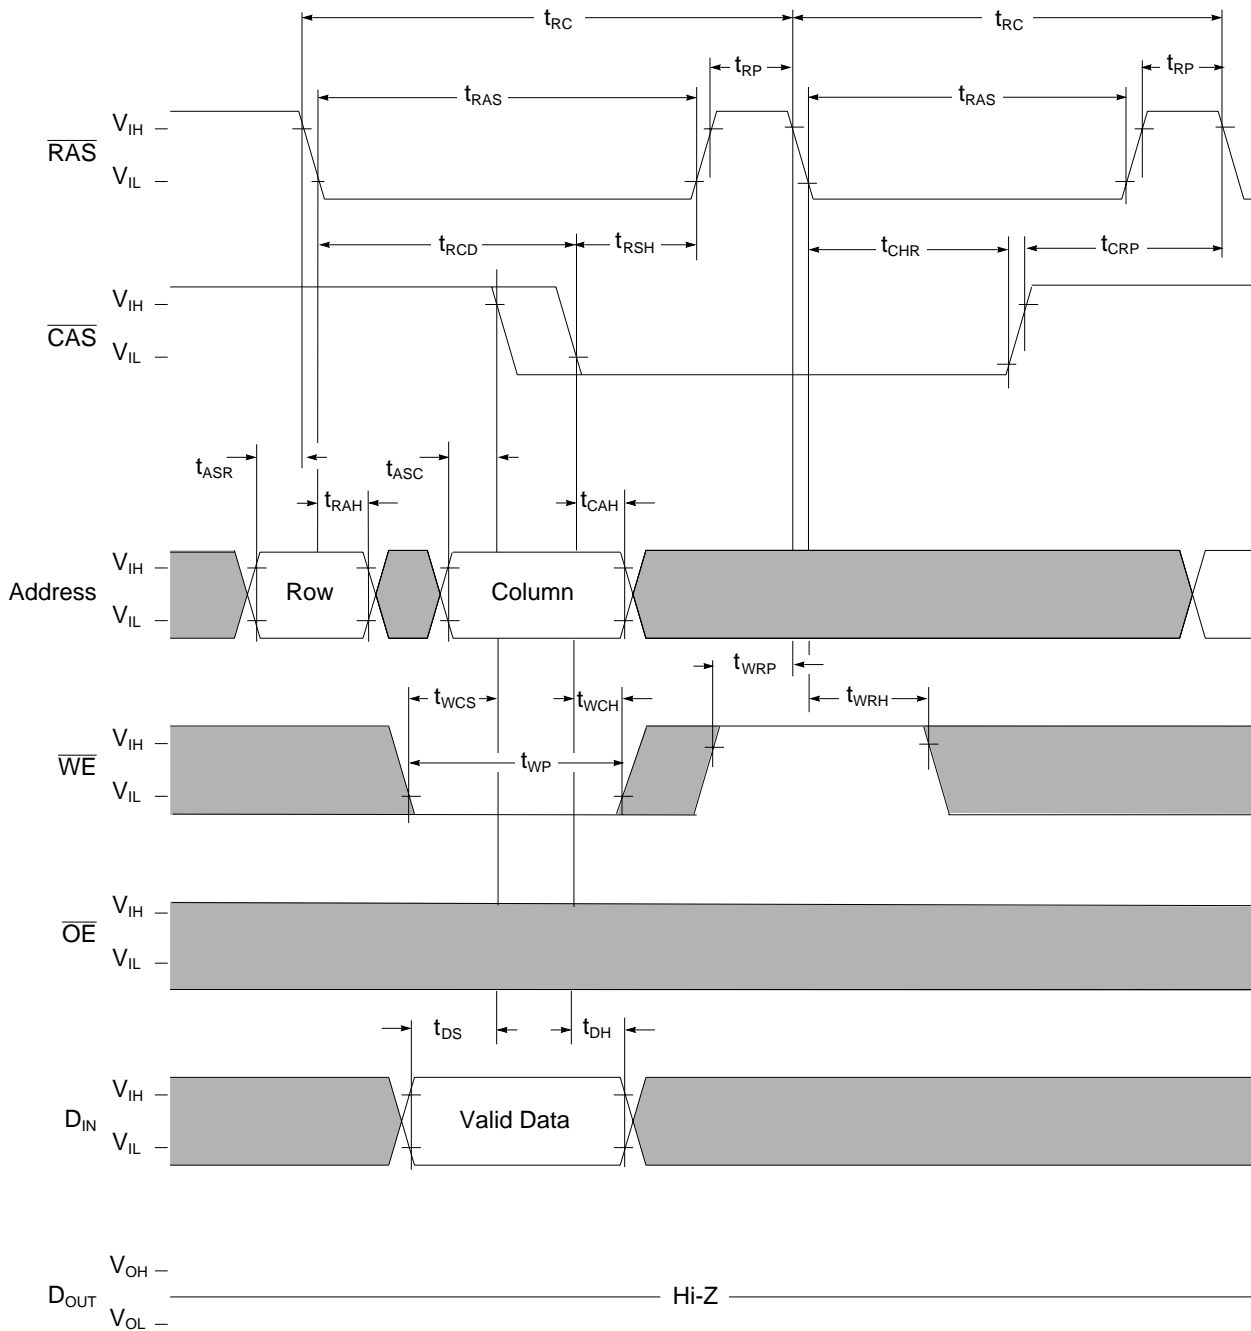 tRC tRC
tRP tRP
tRAS tRAS
VIH
RAS
VIL
tRCD tRSH tCHR tCRP
VIH
CAS
VIL
tASR tASC
tRAH tCAH
VIH
Address Row Column
VIL
tWRP
tWCS tWCH tWRH
VIH
WE tWP
VIL
VIH
OE
VIL
tDS tDH
VIH
DIN Valid Data
VIL
VOH
DOUT Hi-Z
VOL